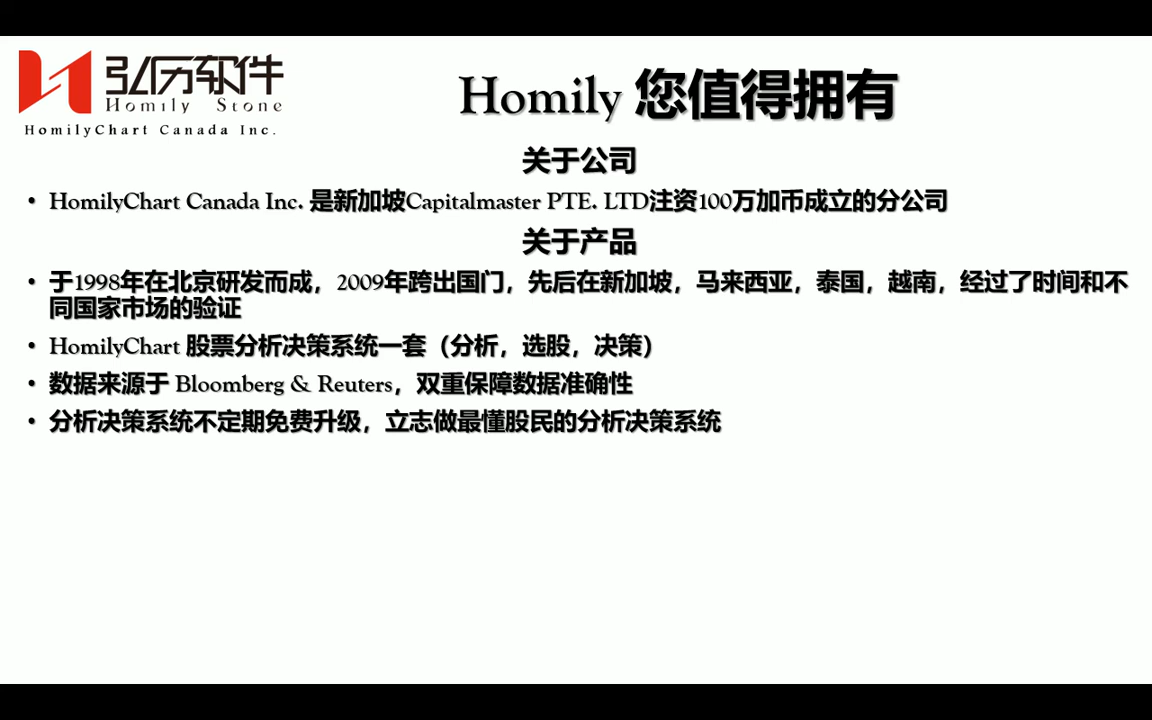 弘历软件
Homily Stone
HomilyChart Canada Inc.
Homily 您值得拥有
关于公司
• HomilyChart Canada Inc. 是新加坡Capitalmaster PTE. LTD注资100万加币成立的分公司
关于产品
• 于1998年在北京研发而成，2009年跨出国门，先后在新加坡，马来西亚，泰国，越南，经过了时间和不
同国家市场的验证
• HomilyChart 股票分析决策系统一套（分析，选股，决策）
• 数据来源于 Bloomberg & Reuters，双重保障数据准确性
• 分析决策系统不定期免费升级，立志做最懂股民的分析决策系统